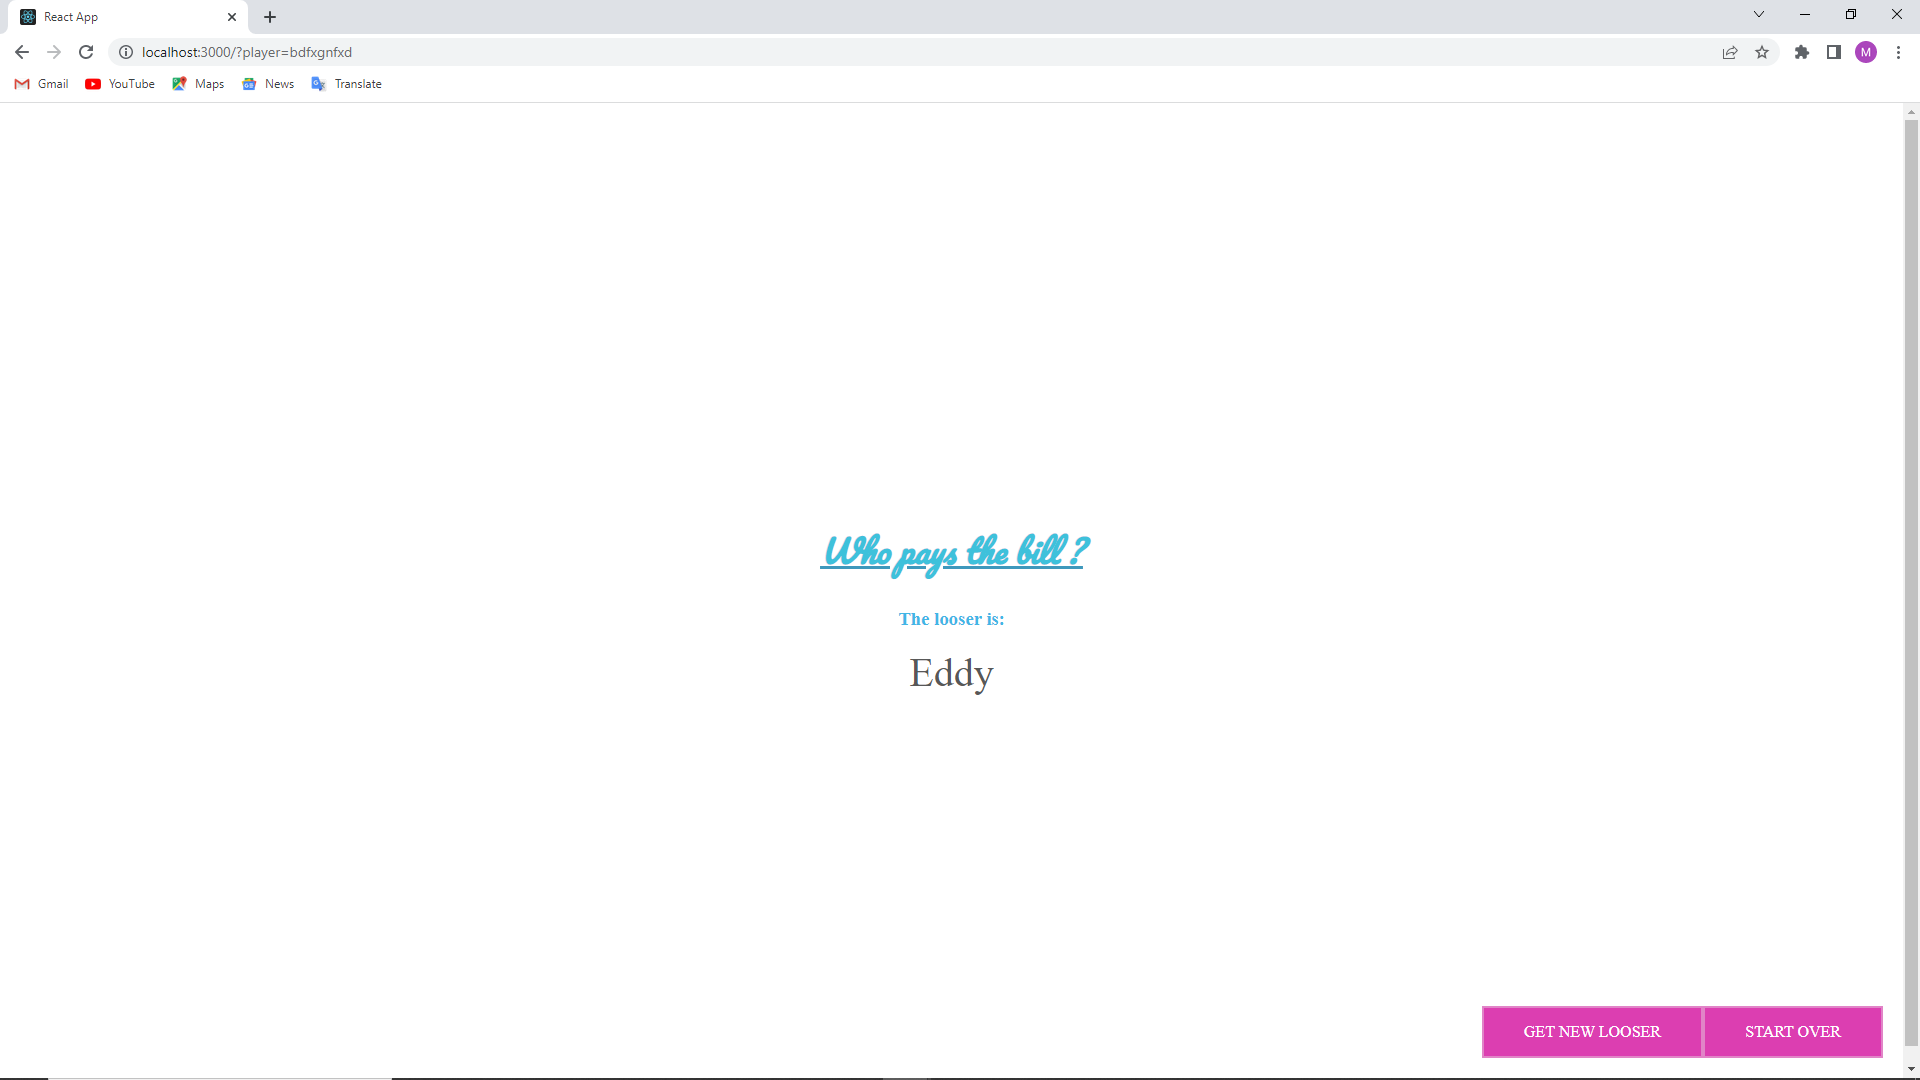 React App
localhost:3000/?player=bdfxgnfxd
M
Gmail YouTube Maps News Translate
Who pays the bill ?
The looser is:
Eddy
GET NEW LOOSER START OVER